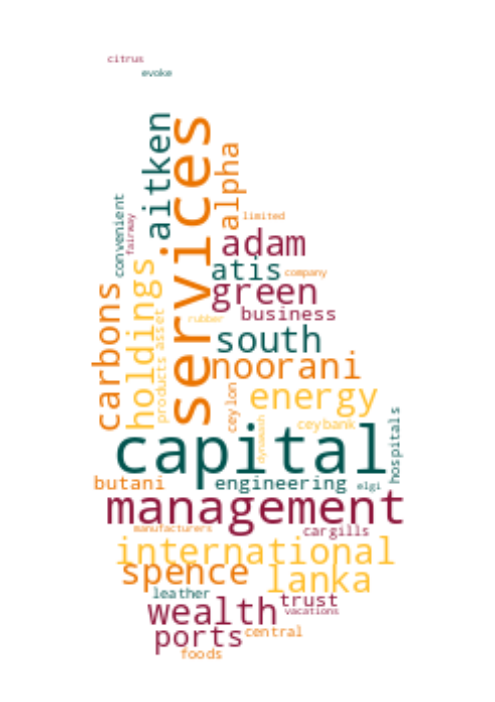 citrus
evoke
aitken
services
alpha
convenient
fairway
limited
adam
atis
company
holdings
green
carbons
business
products
asset
rubber
south
noorani
energy
ceylon
ceybank
dynawash
hospitals
capital
butani
engineering
elgi
management
manufacturers
cargills
international
spence
lanka
leather
trust
wealth
vacations
ports
central
foods